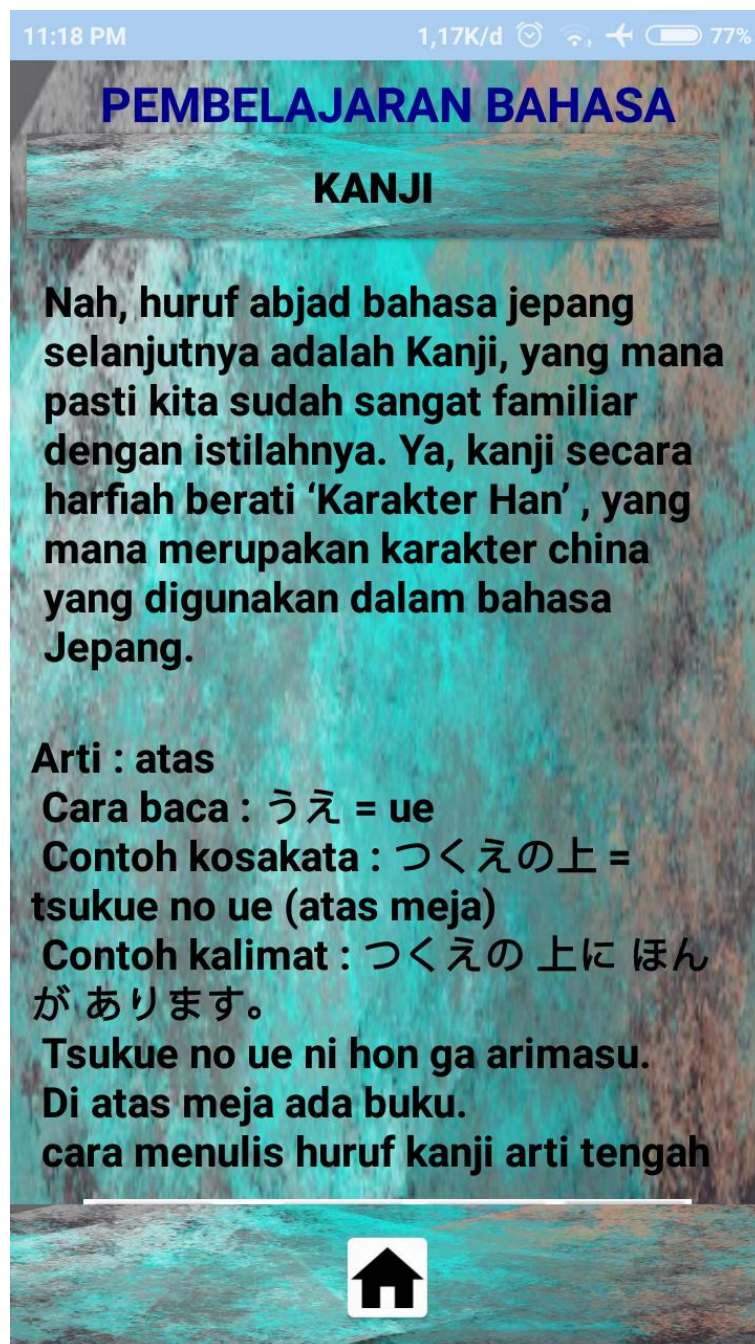 11:18 PM 1,17K/d 77%
PEMBELAJARAN BAHASA
KANJI
Nah, huruf abjad bahasa jepang
selanjutnya adalah Kanji, yang mana
pasti kita sudah sangat familiar
dengan istilahnya. Ya, kanji secara
harfiah berati ‘Karakter Han’ , yang
mana merupakan karakter china
yang digunakan dalam bahasa
Jepang.
Arti : atas
Cara baca : うえ = ue
Contoh kosakata : つくえの上 =
tsukue no ue (atas meja)
Contoh kalimat : つくえの 上に ほん
が あります。
Tsukue no ue ni hon ga arimasu.
Di atas meja ada buku.
cara menulis huruf kanji arti tengah